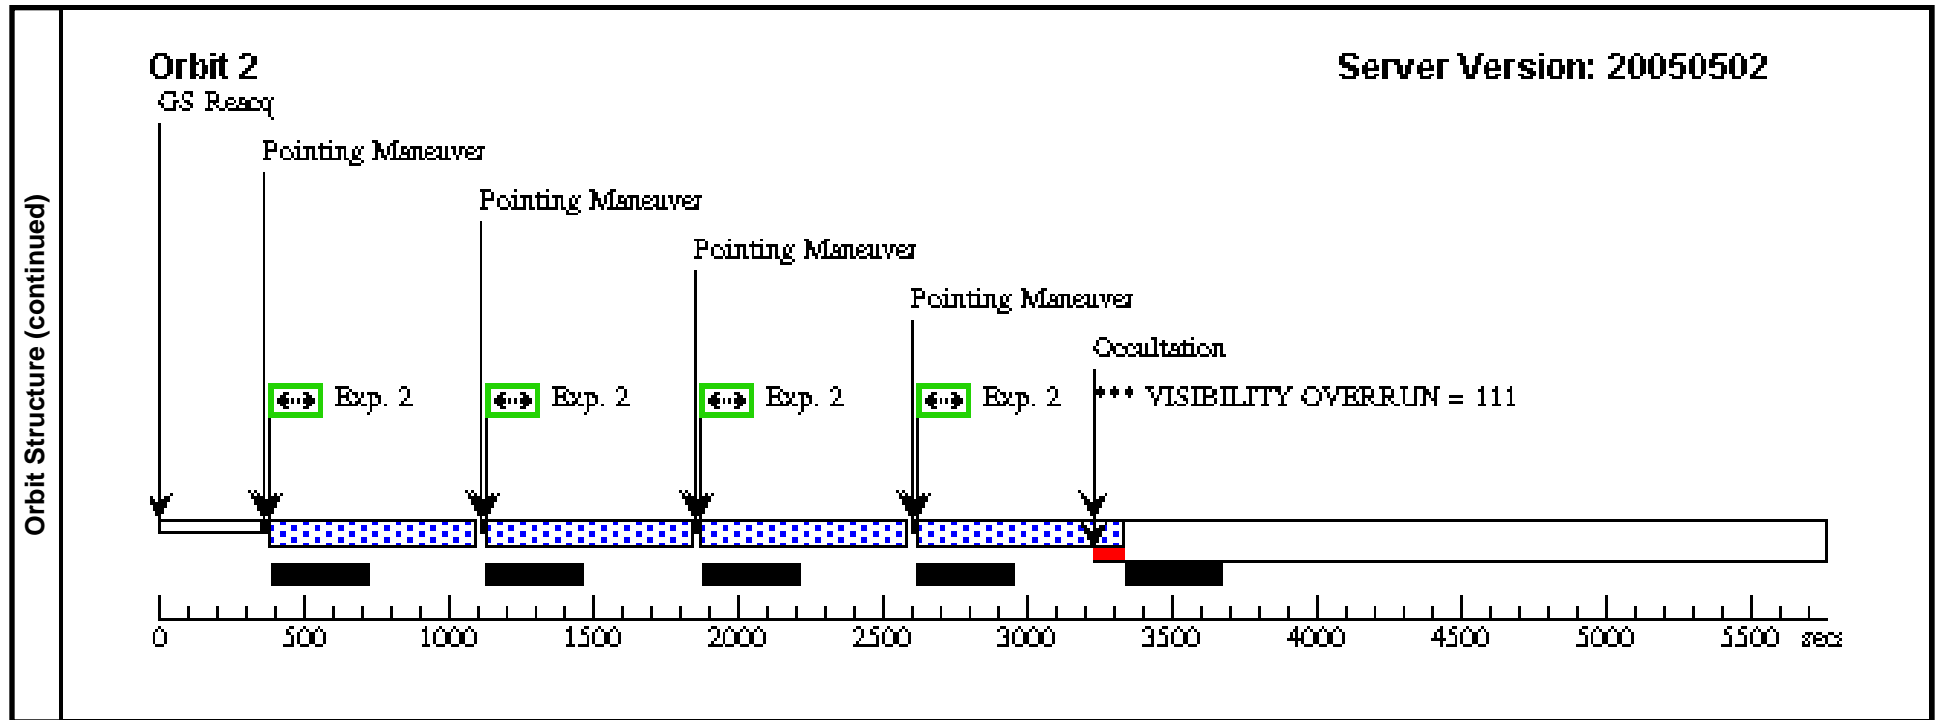 Orbit Structure (continued)
Orbit 2
Server Version: 20050502
GS Reacq
Pointing Maneuver
Pointing Maneuver
Pointing Maneuver
Pointing Maneuver
Occultation
Exp. 2
Exp. 2
Exp. 2
Exp. 2
*** VISIBILITY OVERRUN = 111
0 500 1000 1500 2000 2500 3000 3500 4000 4500 5000 5500 secs